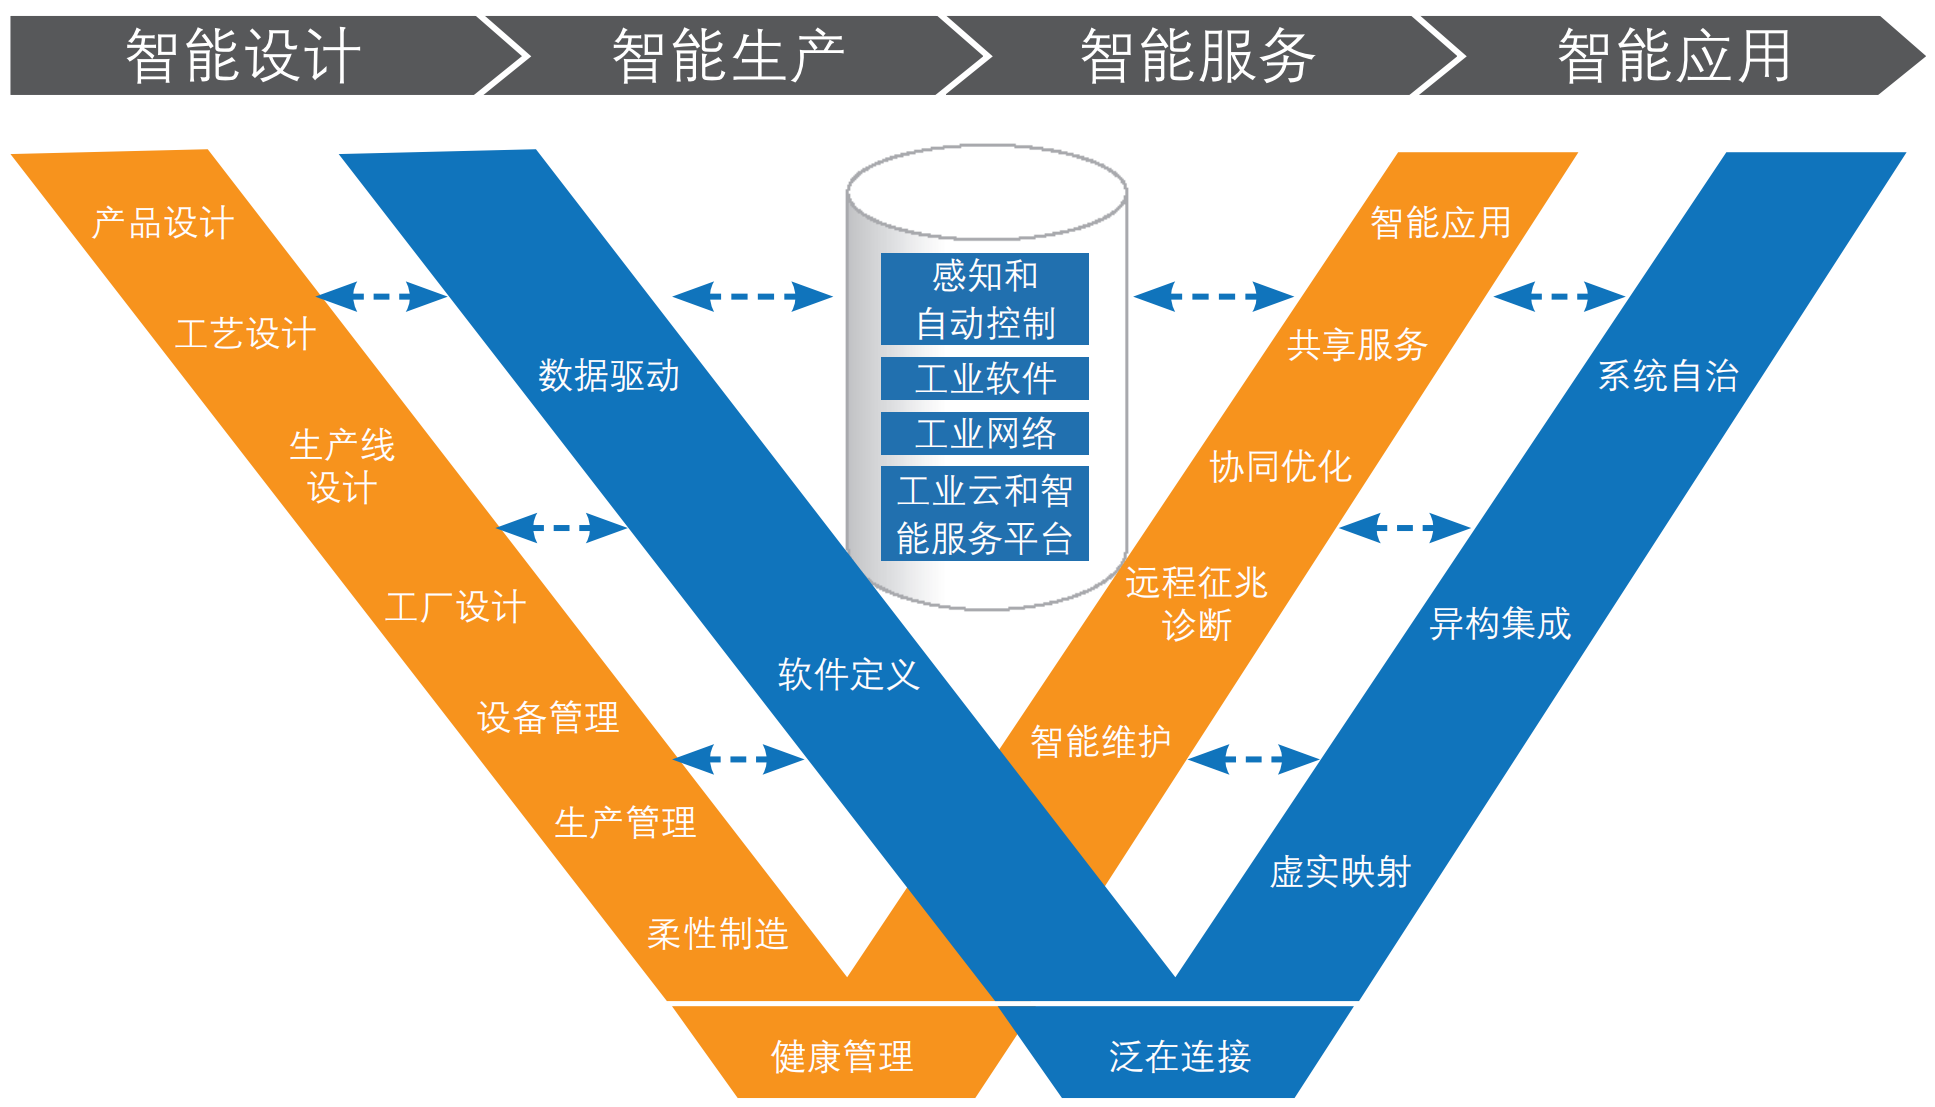 智能设计
智能生产
智能服务
智能应用
产品设计
工艺设计
生产线
设计
工厂设计
设备管理
生产管理
柔性制造
健康管理
数据驱动
软件定义
泛在连接
感知和
自动控制
工业软件
工业网络
工业云和智
能服务平台
智能应用
共享服务
协同优化
远程征兆
诊断
智能维护
系统自治
异构集成
虚实映射